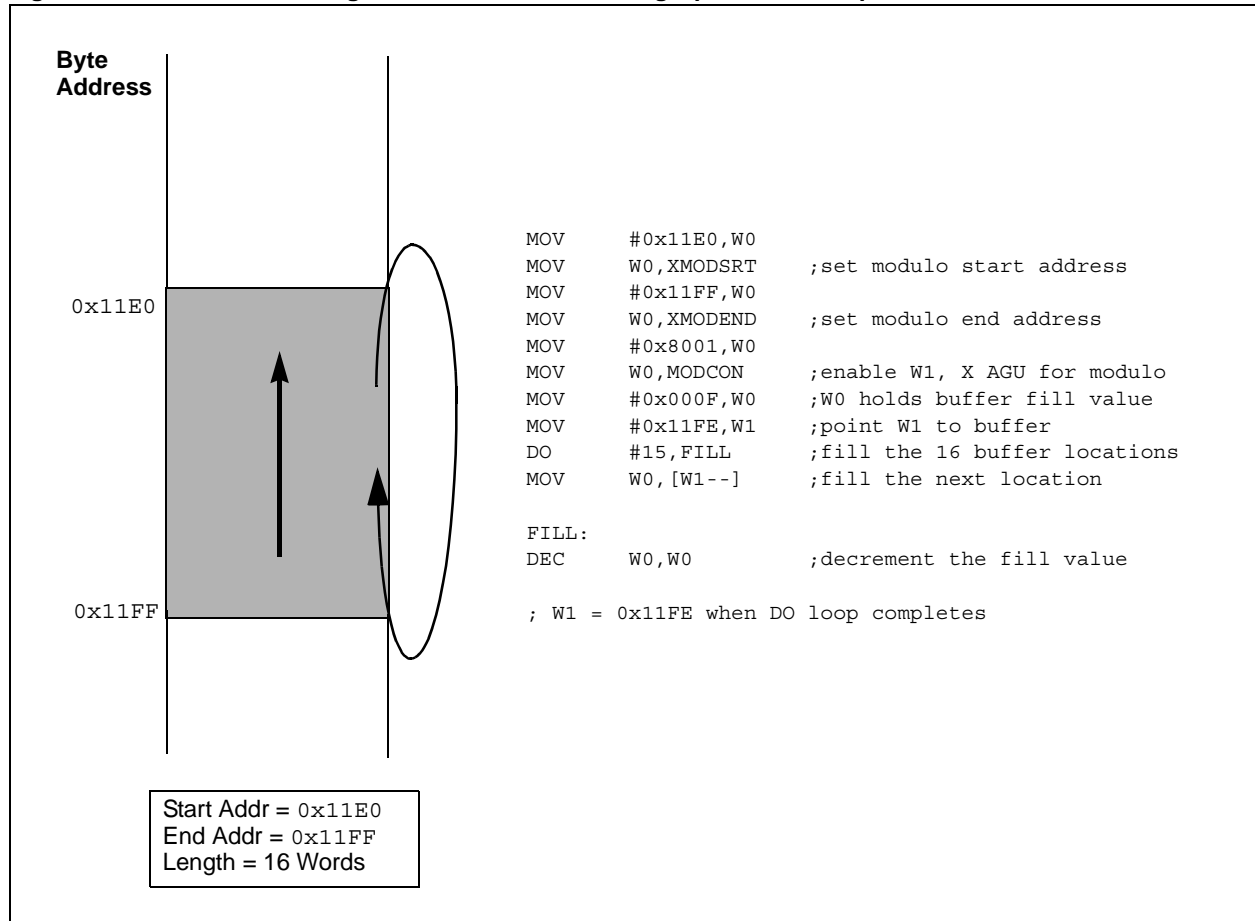 Byte
Address
0x11E0
0x11FF
MOV #0x11E0,W0
MOV W0,XMODSRT ;set modulo start address
MOV #0x11FF,W0
MOV W0,XMODEND ;set modulo end address
MOV #0x8001,W0
MOV W0,MODCON ;enable W1, X AGU for modulo
MOV #0x000F,W0 ;W0 holds buffer fill value
MOV #0x11FE,W1 ;point W1 to buffer
DO #15,FILL ;fill the 16 buffer locations
MOV W0,[W1--] ;fill the next location
FILL:
DEC W0,W0 ;decrement the fill value
; W1 = 0x11FE when DO loop completes
Start Addr = 0x11E0
End Addr = 0x11FF
Length = 16 Words